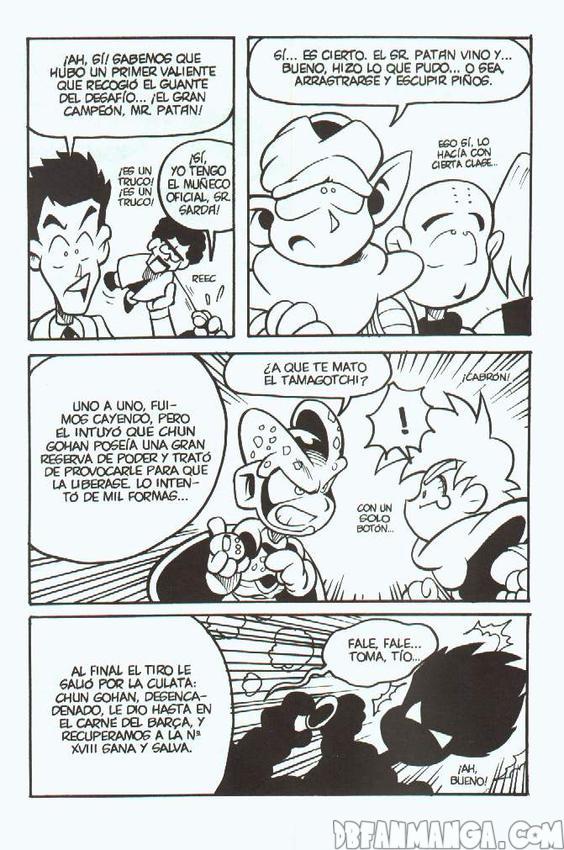 ¡AH, SÍ! SABEMOS QUE
HUBO UN PRIMER VALIENTE
QUE RECOGIÓ EL GUANTE
DEL DESAFÍO... ¡EL GRAN
CAMPEÓN, MR. PATÁN!
¡ES UN
TRUCO!
¡ES UN
TRUCO!
¡SÍ,
YO TENGO
EL MUÑECO
OFICIAL, SR.
SARDÁ!
REEC
SÍ... ES CIERTO. EL SR. PATÁN VINO Y...
BUENO, HIZO LO QUE PUDO... O SEA,
ARRASTRARSE Y ESCUPIR PIÑOS.
EGO SÍ, LO
HACÍA CON
CIERTA CLASE...
UNO A UNO, FUI-
MOS CAYENDO, PERO
EL INTUYÓ QUE CHUN
GOHAN POSEÍA UNA GRAN
RESERVA DE PODER Y TRATÓ
DE PROVOCARLE PARA QUE
LA LIBERASE. LO INTEN-
TÓ DE MIL FORMAS...
¿A QUE TE MATO
EL TAMAGOTCHI?
¡CABRÓN!
!
CON UN
SOLO
BOTÓN...
AL FINAL EL TIRO LE
SALIÓ POR LA CULATA:
CHUN GOHAN, DESENCA-
DENADO, LE DIO HASTA EN
EL CARNÉ DEL BARÇA, Y
RECUPERAMOS A LA Nª
XVIII SANA Y SALVA.
FALE, FALE...
TOMA, TÍO...
¡AH,
BUENO!
DBFANMANGA.COM